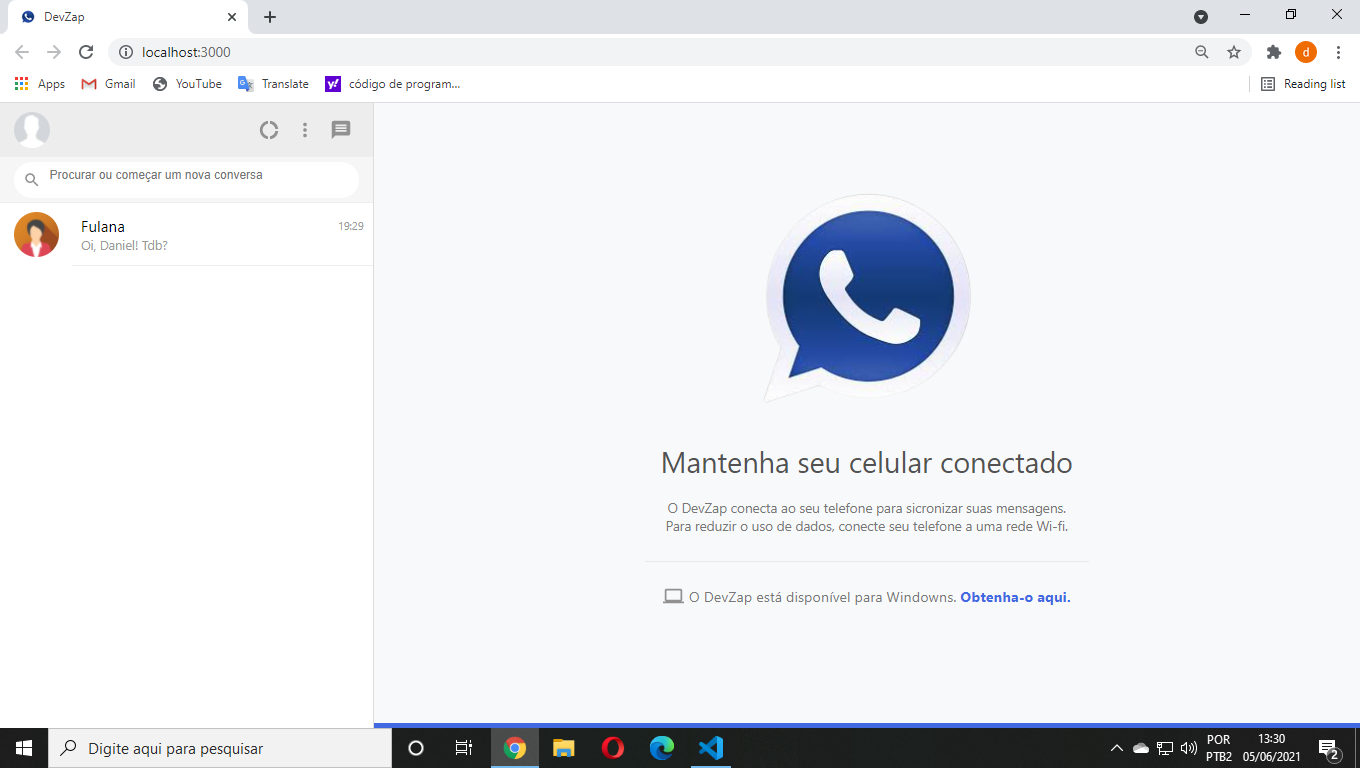 DevZap
localhost:3000
d
Apps
Gmail
YouTube
Translate
código de program...
Reading list
Procurar ou começar um nova conversa
Fulana
19:29
Oi, Daniel! Tdb?
Mantenha seu celular conectado
O DevZap conecta ao seu telefone para sicronizar suas mensagens.
Para reduzir o uso de dados, conecte seu telefone a uma rede Wi-fi.
O DevZap está disponível para Windowns. Obtenha-o aqui.
Digite aqui para pesquisar
POR
PTB2
13:30
05/06/2021
2